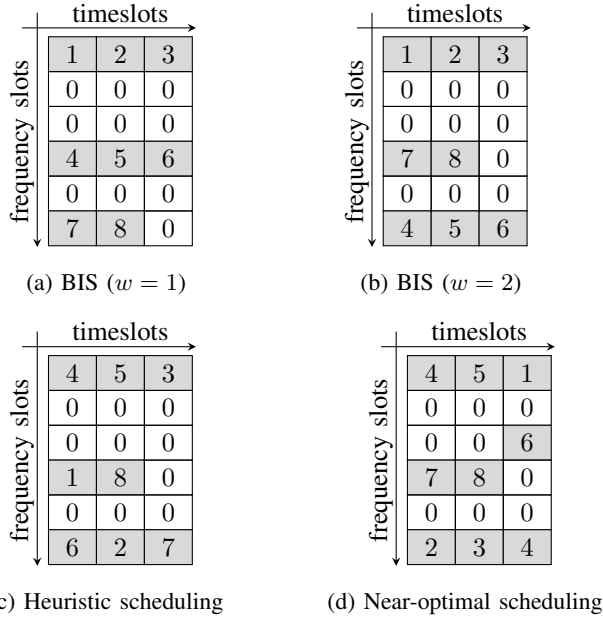 timeslots
frequency slots
1 2 3
0 0 0
0 0 0
4 5 6
0 0 0
7 8 0
(a) BIS (w = 1)
timeslots
frequency slots
1 2 3
0 0 0
0 0 0
7 8 0
0 0 0
4 5 6
(b) BIS (w = 2)
timeslots
frequency slots
4 5 3
0 0 0
0 0 0
1 8 0
0 0 0
6 2 7
c) Heuristic scheduling
timeslots
frequency slots
4 5 1
0 0 0
0 0 6
7 8 0
0 0 0
2 3 4
(d) Near-optimal scheduling